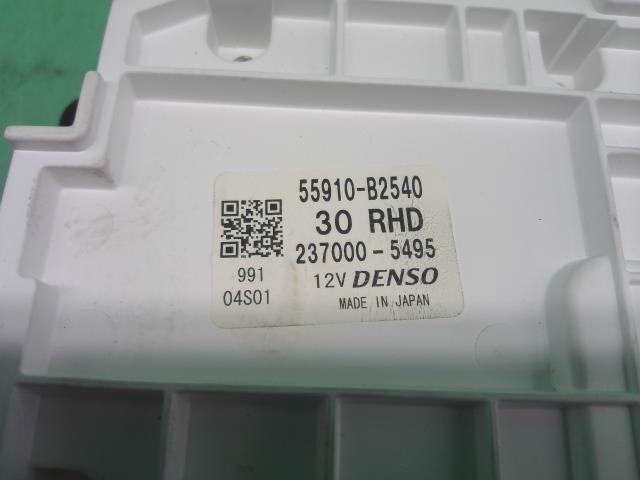 55910-B2540
30 RHD
237000-5495
991
12V DENSO
04S01
MADE IN JAPAN